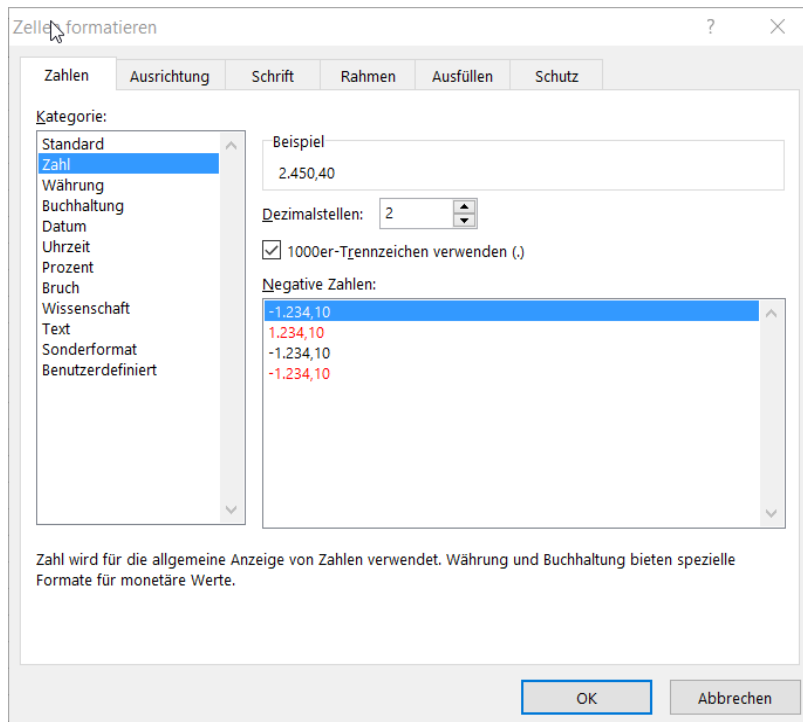 Zellen formatieren
?
Zahlen Ausrichtung Schrift Rahmen Ausfüllen Schutz
Kategorie:
Standard
Zahl
Währung
Buchhaltung
Datum
Uhrzeit
Prozent
Bruch
Wissenschaft
Text
Sonderformat
Benutzerdefiniert
Beispiel
2.450,40
Dezimalstellen: 2
1000er-Trennzeichen verwenden (.)
Negative Zahlen:
-1.234,10
1.234,10
-1.234,10
-1.234,10
Zahl wird für die allgemeine Anzeige von Zahlen verwendet. Währung und Buchhaltung bieten spezielle
Formate für monetäre Werte.
OK Abbrechen